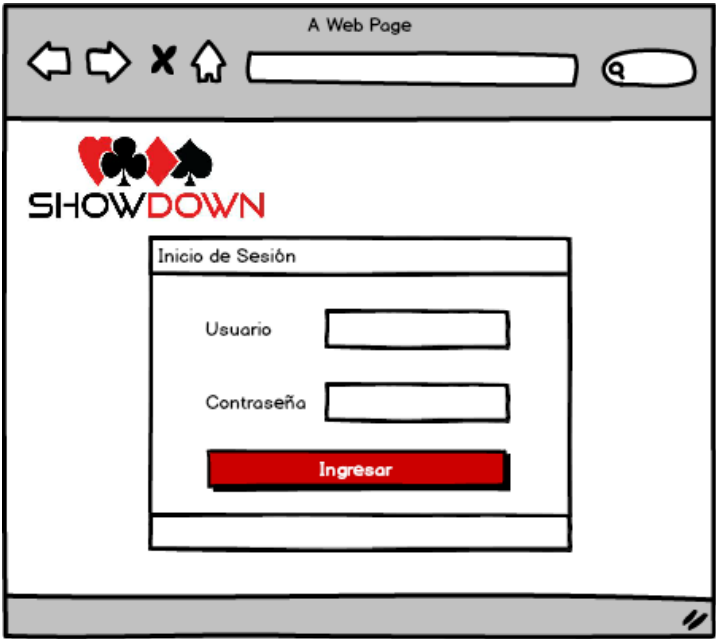 A Web Page
SHOWDOWN
Inicio de Sesión
Usuario
Contraseña
Ingresar